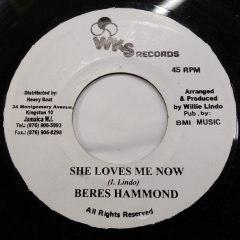 WKS RECORDS
45 RPM
Distributed by:
Heavy Beat
34 Montgomery Avenue,
Kingston 10
Jamaica W.I.
Tel: (876) 906-5993
Fax: (876) 906-8298
Arranged
& Produced
by Willie Lindo
Pub. by:
BMI MUSIC
SHE LOVES ME NOW
(I. Lindo)
BERES HAMMOND
All Rights Reserved